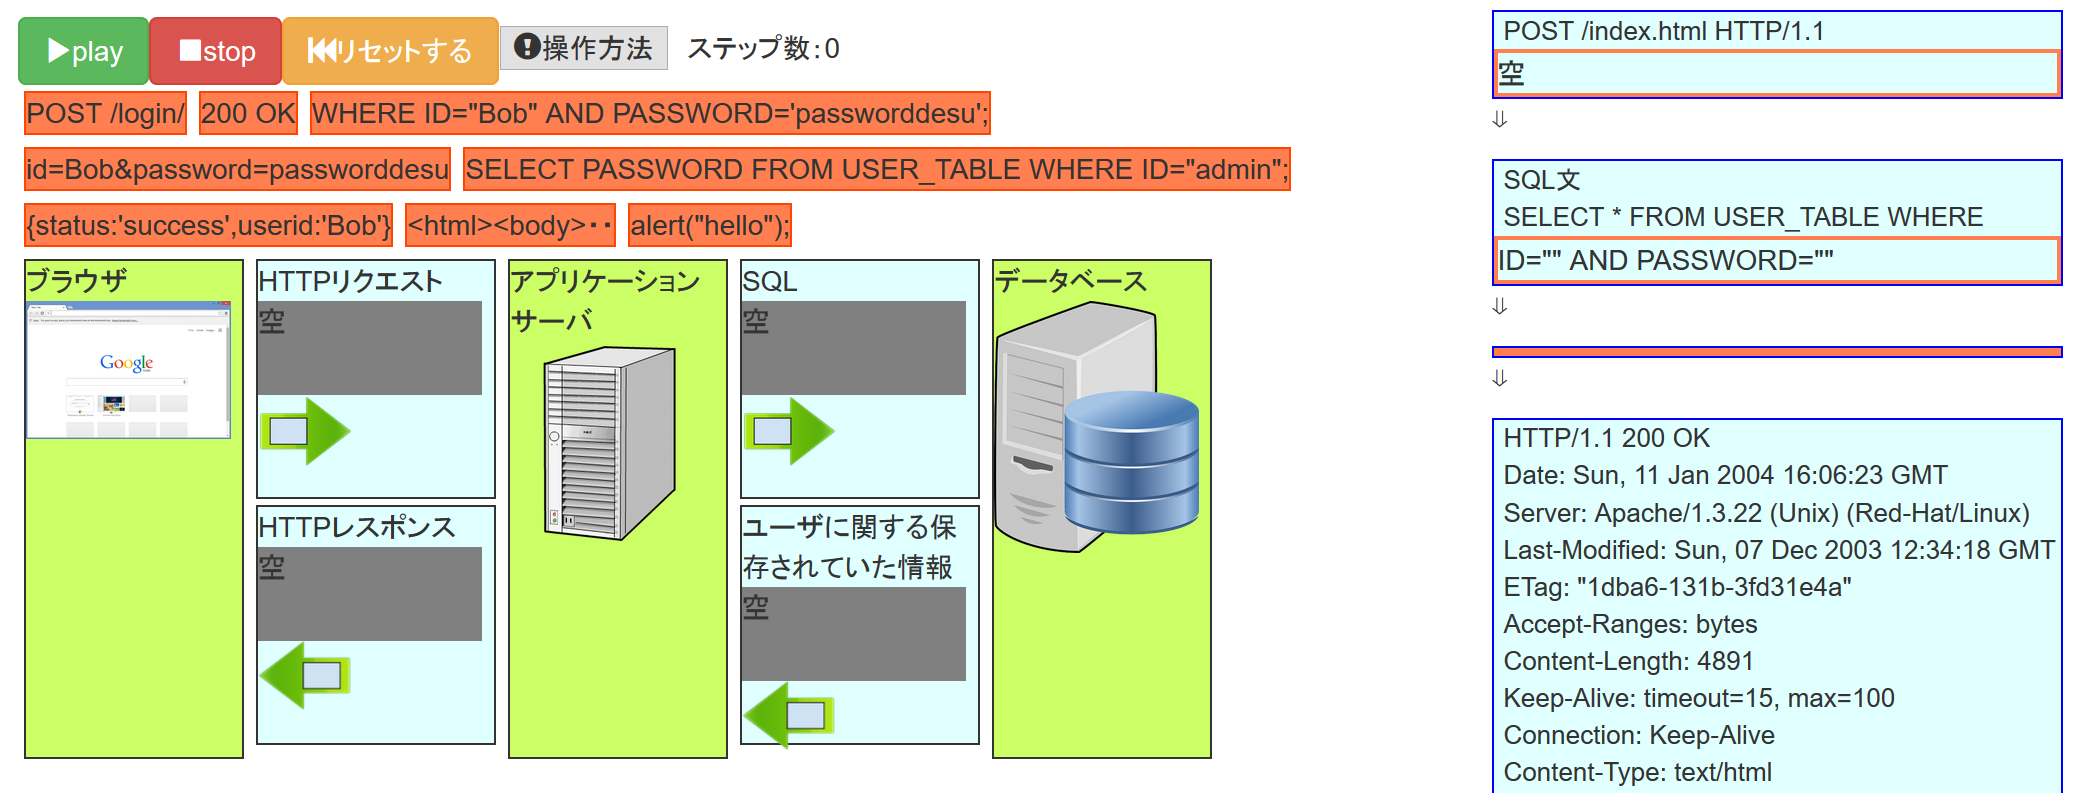 ▶play ■stop ⏮リセットする ❗操作方法 ステップ数：0
POST /login/ 200 OK WHERE ID="Bob" AND PASSWORD='passworddesu';
id=Bob&password=passworddesu SELECT PASSWORD FROM USER_TABLE WHERE ID="admin";
{status:'success',userid:'Bob'} <html><body>・・ alert("hello");
ブラウザ
Google
HTTPリクエスト
空
HTTPレスポンス
空
アプリケーション
サーバ
SQL
空
ユーザに関する保
存されていた情報
空
データベース
POST /index.html HTTP/1.1
空
⇓
SQL文
SELECT * FROM USER_TABLE WHERE
ID="" AND PASSWORD=""
⇓
⇓
HTTP/1.1 200 OK
Date: Sun, 11 Jan 2004 16:06:23 GMT
Server: Apache/1.3.22 (Unix) (Red-Hat/Linux)
Last-Modified: Sun, 07 Dec 2003 12:34:18 GMT
ETag: "1dba6-131b-3fd31e4a"
Accept-Ranges: bytes
Content-Length: 4891
Keep-Alive: timeout=15, max=100
Connection: Keep-Alive
Content-Type: text/html